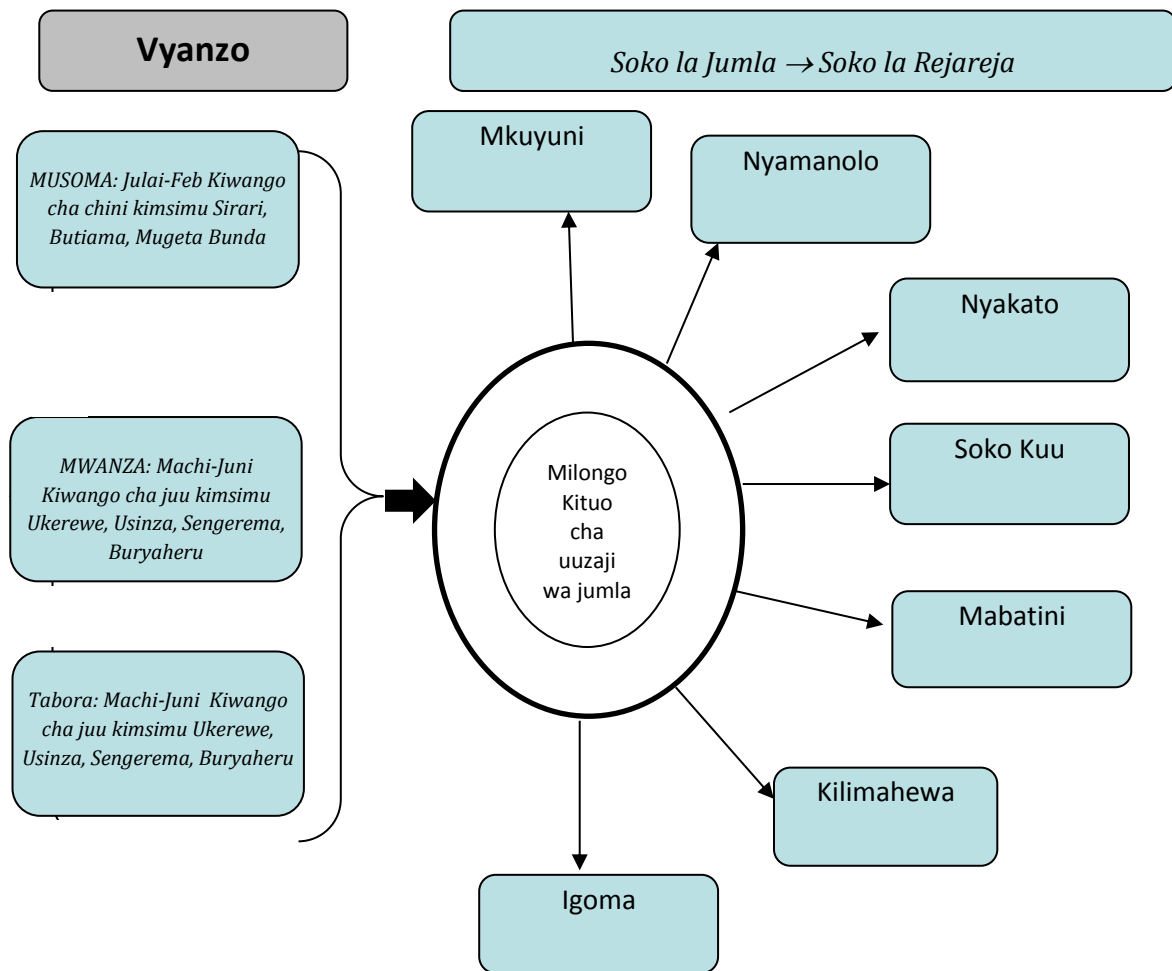 Vyanzo
Soko la Jumla → Soko la Rejareja
MUSOMA: Julai-Feb Kiwango
cha chini kimsimu Sirari,
Butiama, Mugeta Bunda
MWANZA: Machi-Juni
Kiwango cha juu kimsimu
Ukerewe, Usinza, Sengerema,
Buryaheru
Tabora: Machi-Juni Kiwango
cha juu kimsimu Ukerewe,
Usinza, Sengerema, Buryaheru
Milongo
Kituo
cha
uuzaji
wa jumla
Mkuyuni
Nyamanolo
Nyakato
Soko Kuu
Mabatini
Kilimahewa
Igoma